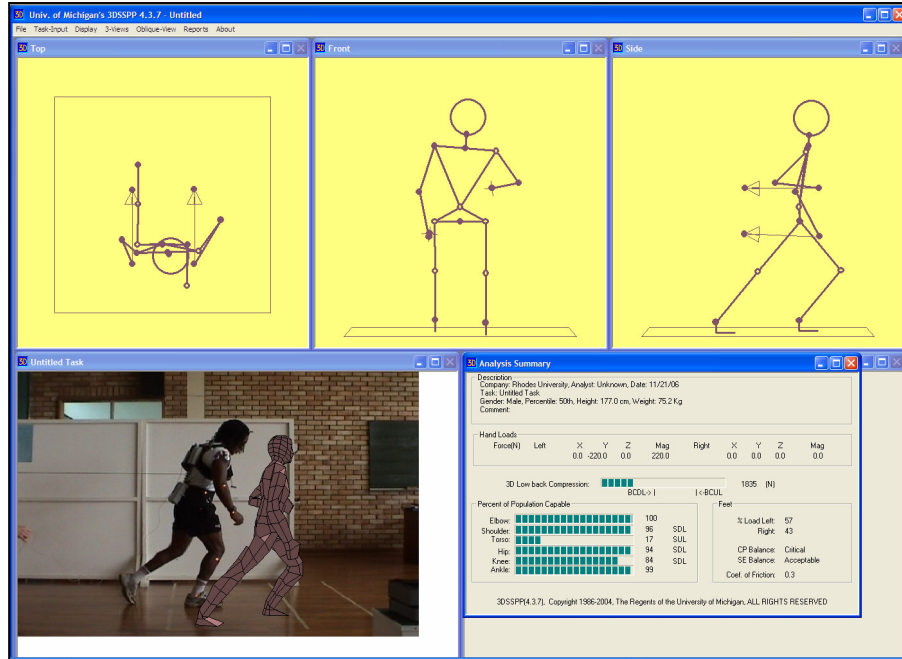 Univ. of Michigan's 3DSSPP 4.3.7 - Untitled
File Task-Input Display 3-Views Oblique-View Reports About
3D Top
3D Front
3D Side
3D Untitled Task
3D Analysis Summary
Description
Company: Rhodes University, Analyst: Unknown, Date: 11/21/06
Task: Untitled Task
Gender: Male, Percentile: 50th, Height: 177.0 cm, Weight: 75.2 Kg
Comment:
Hand Loads
Force(N) Left X Y Z Mag Right X Y Z Mag
0.0 -220.0 0.0 220.0 0.0 0.0 0.0 0.0
3D Low back Compression: 1835 (N)
BCDL-> | | <-BCUL
Percent of Population Capable
Elbow: 100
Shoulder: 96 SDL
Torso: 17 SUL
Hip: 94 SDL
Knee: 84 SDL
Ankle: 99
Feet
% Load Left: 57
Right: 43
CP Balance: Critical
SE Balance: Acceptable
Coef. of Friction: 0.3
3DSSPP(4.3.7), Copyright 1986-2004, The Regents of the University of Michigan, ALL RIGHTS RESERVED